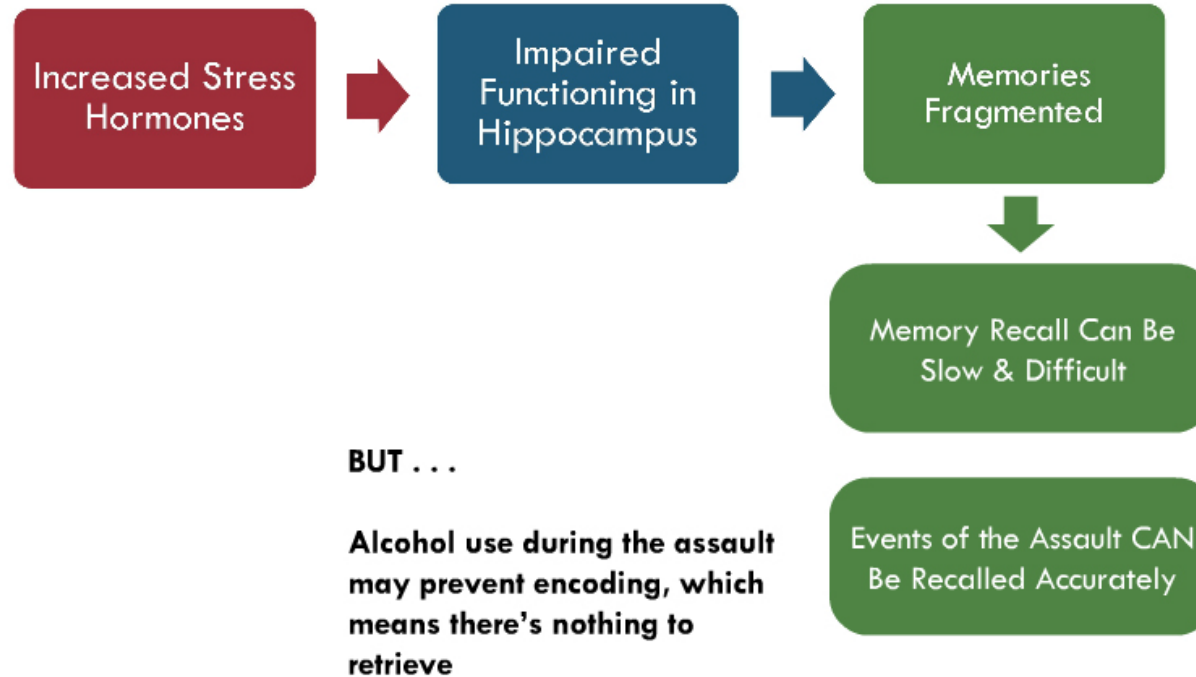 Increased Stress
Hormones
Impaired
Functioning in
Hippocampus
Memories
Fragmented
Memory Recall Can Be
Slow & Difficult
BUT . . .
Alcohol use during the assault
may prevent encoding, which
means there's nothing to
retrieve
Events of the Assault CAN
Be Recalled Accurately